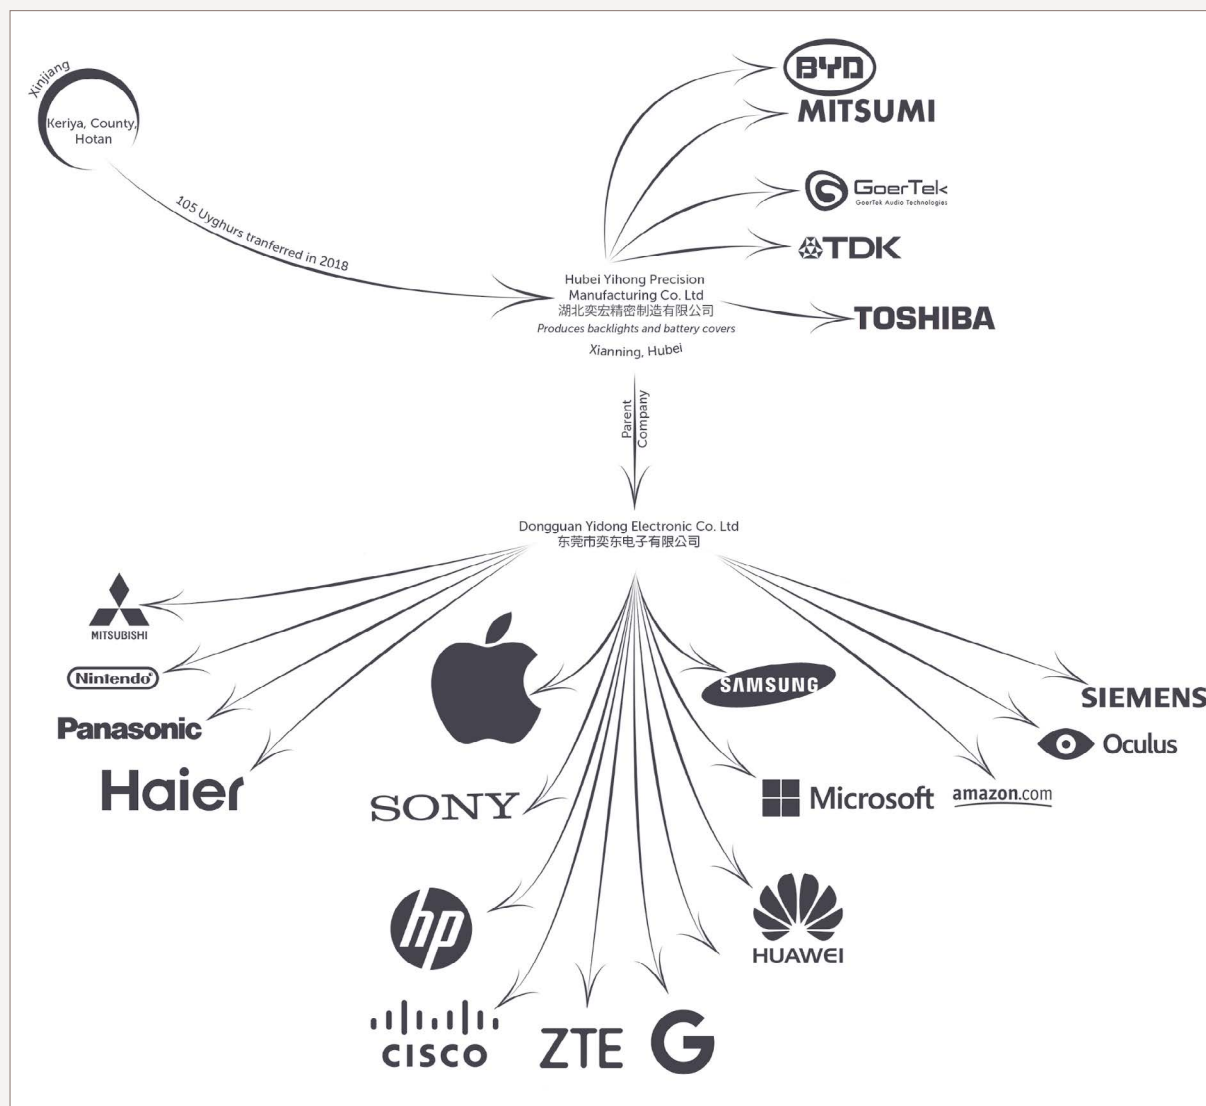 Xinjiang
Keriya, County,
Hotan
105 Uyghurs tranferred in 2018
BYD
MITSUMI
GoerTek
GoerTek Audio Technologies
TDK
Hubei Yihong Precision
Manufacturing Co. Ltd
湖北奕宏精密制造有限公司
Produces backlights and battery covers
Xianning, Hubei
TOSHIBA
Parent
Company
Dongguan Yidong Electronic Co. Ltd
东莞市奕东电子有限公司
MITSUBISHI
Nintendo
Panasonic
Haier
SAMSUNG
SIEMENS
Oculus
SONY
Microsoft
amazon.com
hp
HUAWEI
CISCO
ZTE
G